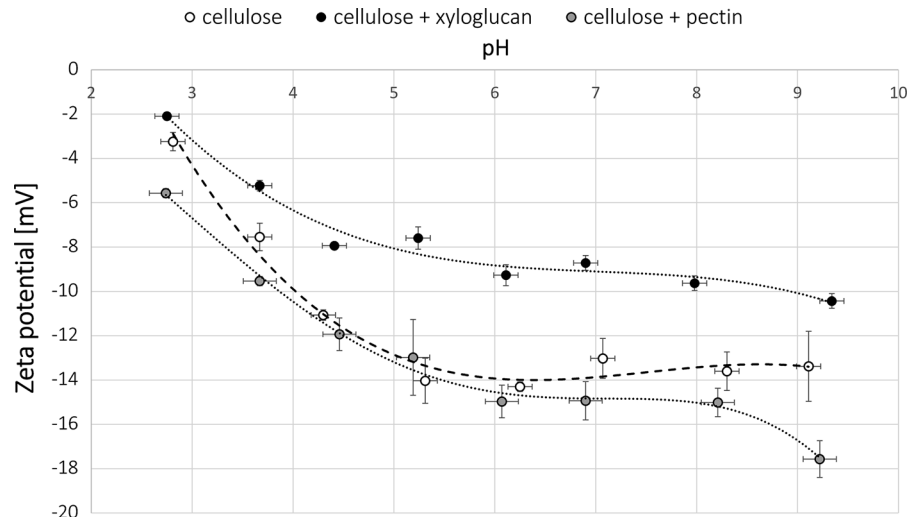 cellulose cellulose + xyloglucan cellulose + pectin
pH
0
2 3 4 5 6 7 8 9 10
-2
-4
-6
-8
-10
-12
-14
-16
-18
-20
Zeta potential [mV]